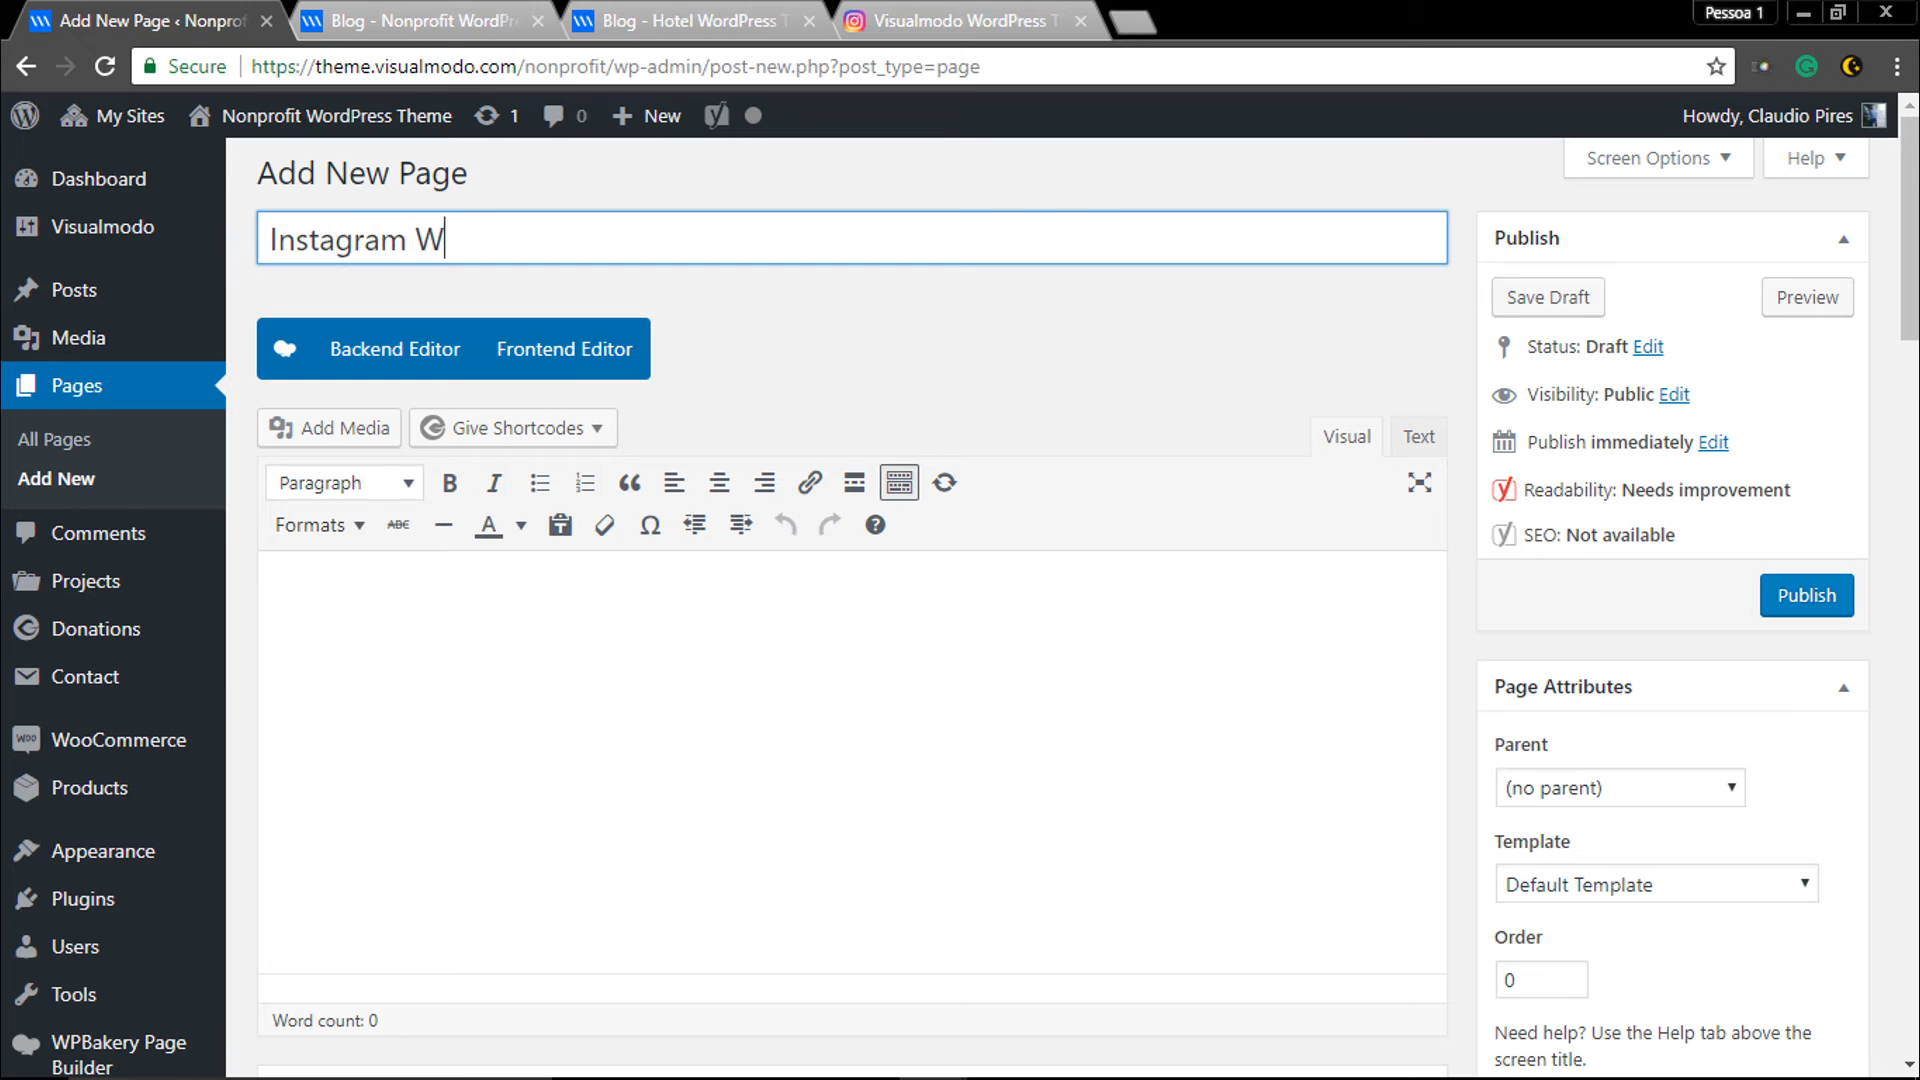 Add New Page ‹ Nonprof
Blog - Nonprofit WordPr
Blog - Hotel WordPress T
Visualmodo WordPress T
Pessoa 1
Secure
https://theme.visualmodo.com/nonprofit/wp-admin/post-new.php?post_type=page
My Sites
Nonprofit WordPress Theme
1
0
New
Howdy, Claudio Pires
Dashboard
Visualmodo
Posts
Media
Pages
All Pages
Add New
Comments
Projects
Donations
Contact
WooCommerce
Products
Appearance
Plugins
Users
Tools
WPBakery Page
Builder
Add New Page
Screen Options
Help
Instagram W
Backend Editor
Frontend Editor
Add Media
Give Shortcodes
Visual
Text
Paragraph
Formats
ABC
Word count: 0
Publish
Save Draft
Preview
Status: Draft Edit
Visibility: Public Edit
Publish immediately Edit
Readability: Needs improvement
SEO: Not available
Publish
Page Attributes
Parent
(no parent)
Template
Default Template
Order
0
Need help? Use the Help tab above the
screen title.